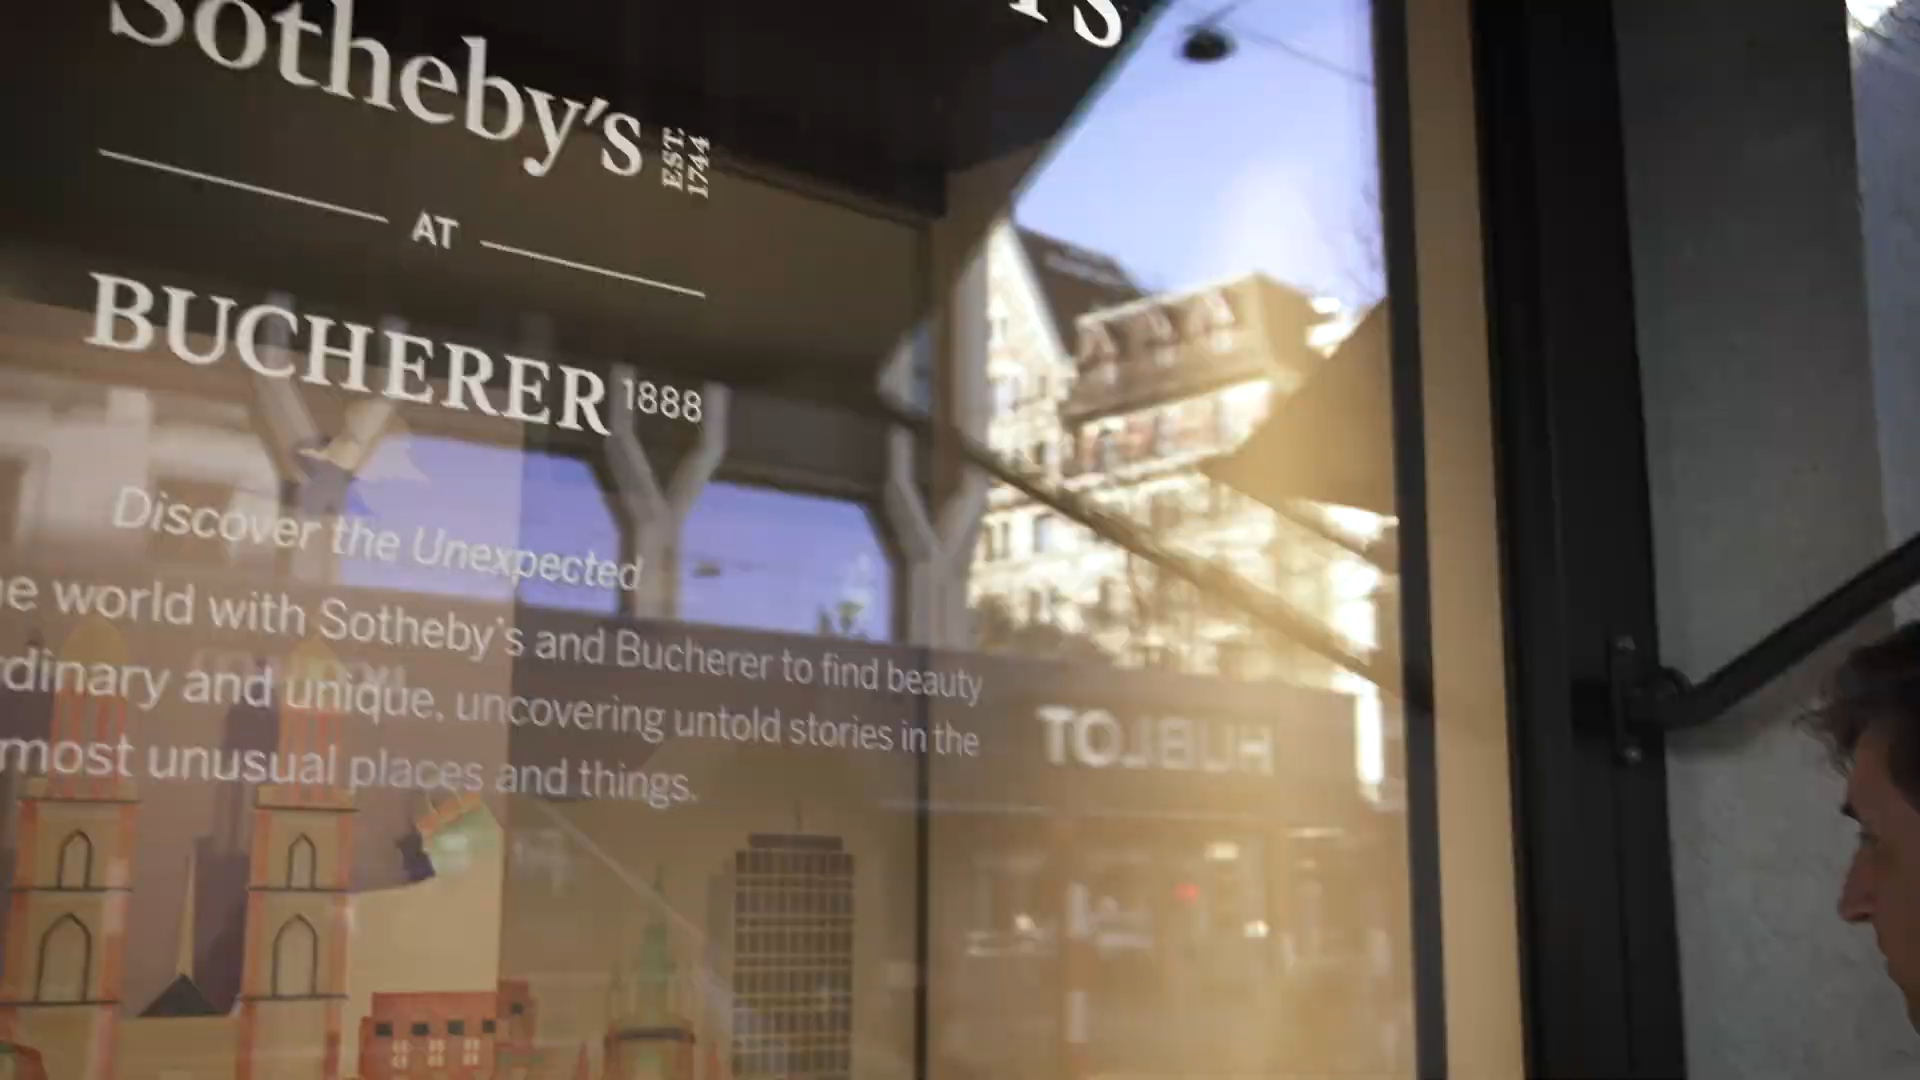 Sotheby's EST. 1744
AT
BUCHERER 1888
Discover the Unexpected
world with Sotheby's and Bucherer to find beauty
and unique, uncovering untold stories in the
most unusual places and things.
HUBLOT